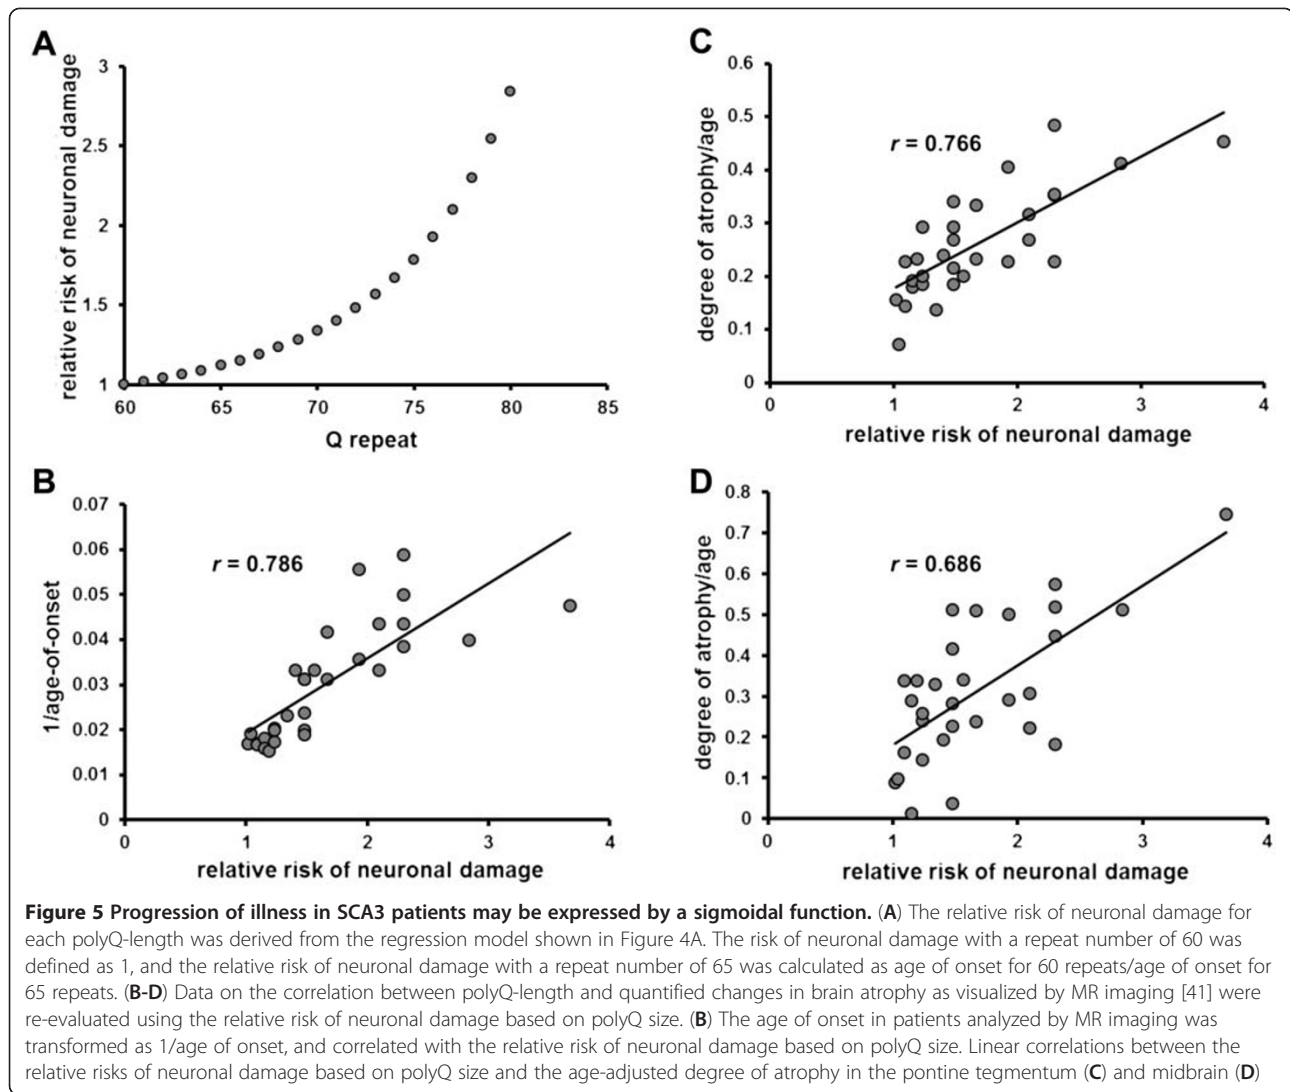 A
relative risk of neuronal damage
3
2.5
2
1.5
1
60 65 70 75 80 85
Q repeat
B
1/age-of-onset
0.07
0.06
0.05
0.04
0.03
0.02
0.01
0
r = 0.786
0 1 2 3 4
relative risk of neuronal damage
C
degree of atrophy/age
0.6
0.5
0.4
0.3
0.2
0.1
0
r = 0.766
0 1 2 3 4
relative risk of neuronal damage
D
degree of atrophy/age
0.8
0.7
0.6
0.5
0.4
0.3
0.2
0.1
0
r = 0.686
0 1 2 3 4
relative risk of neuronal damage
Figure 5 Progression of illness in SCA3 patients may be expressed by a sigmoidal function. (A) The relative risk of neuronal damage for
each polyQ-length was derived from the regression model shown in Figure 4A. The risk of neuronal damage with a repeat number of 60 was
defined as 1, and the relative risk of neuronal damage with a repeat number of 65 was calculated as age of onset for 60 repeats/age of onset for
65 repeats. (B-D) Data on the correlation between polyQ-length and quantified changes in brain atrophy as visualized by MR imaging [41] were
re-evaluated using the relative risk of neuronal damage based on polyQ size. (B) The age of onset in patients analyzed by MR imaging was
transformed as 1/age of onset, and correlated with the relative risk of neuronal damage based on polyQ size. Linear correlations between the
relative risks of neuronal damage based on polyQ size and the age-adjusted degree of atrophy in the pontine tegmentum (C) and midbrain (D)